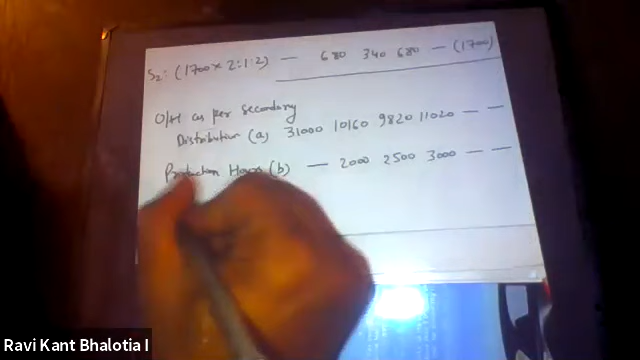 S2: (1700 x 2:1:2) — 680 340 680 — (1700)
O/H as per secondary
Distribution (a) 31000 10160 9820 11020 — —
Production Hours (b) — 2000 2500 3000 — —
Ravi Kant Bhalotia I